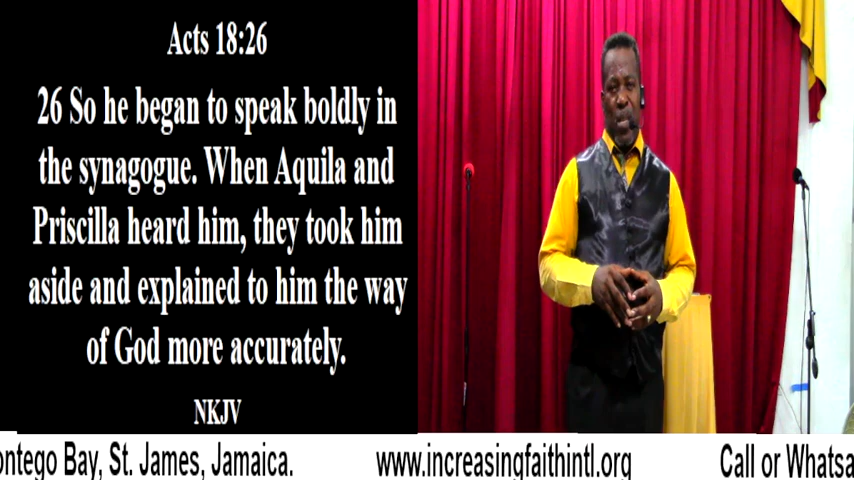 Acts 18:26
26 So he began to speak boldly in
the synagogue. When Aquila and
Priscilla heard him, they took him
aside and explained to him the way
of God more accurately.
NKJV
ontego Bay, St. James, Jamaica. www.increasingfaithintl.org Call or Whatsa